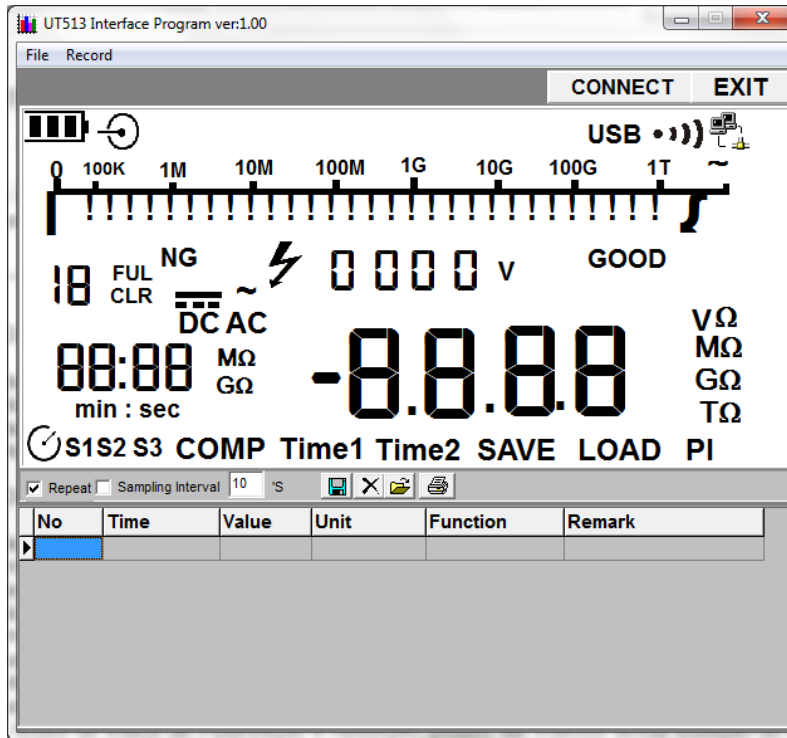 UT513 Interface Program ver:1.00
File Record
CONNECT EXIT
USB
0 100K 1M 10M 100M 1G 10G 100G 1T ~
NG 0000 V GOOD
18 FUL
CLR
~
DC AC
88:88 MΩ
GΩ
min : sec
-8.8.8.8
VΩ
MΩ
GΩ
TΩ
S1 S2 S3 COMP Time1 Time2 SAVE LOAD PI
Repeat Sampling Interval 10 'S
No Time Value Unit Function Remark